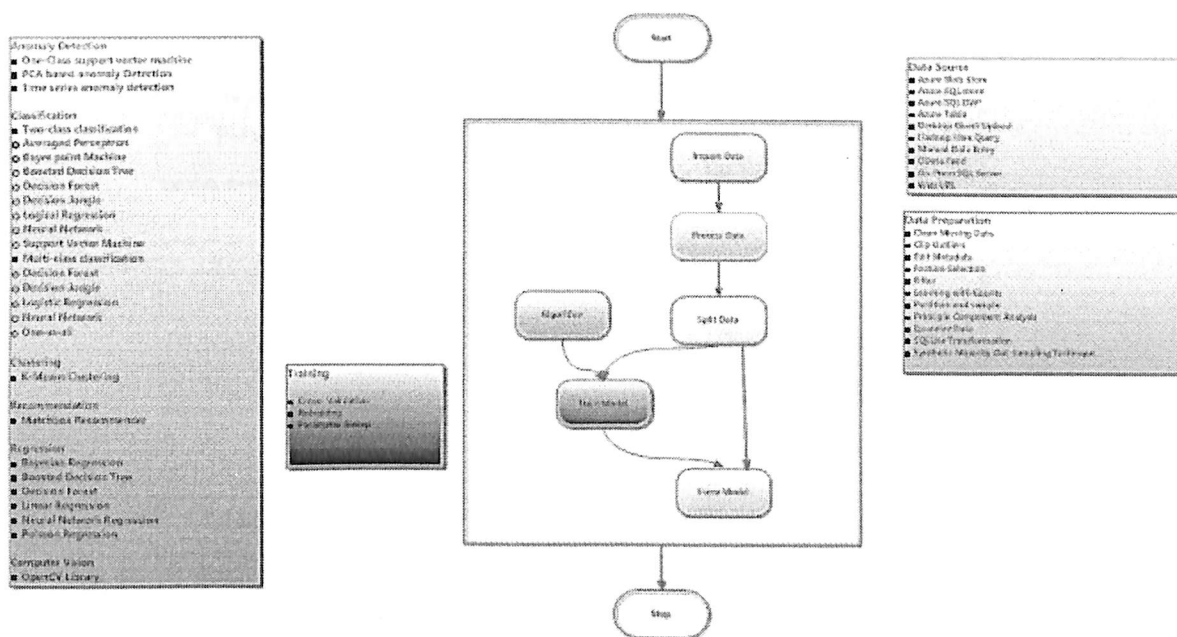 Anomaly Detection
One-Class support vector machine
PCA based anomaly Detection
Time series anomaly detection
Classification
Two-class classification
Averaged Perceptron
Bayes point Machine
Boosted Decision Tree
Decision Forest
Decision Jungle
Logical Regression
Neural Network
Support Vector Machine
Multi-class classification
Decision Forest
Decision Jungle
Logistic Regression
Neural Network
One-vs-all
Clustering
K-Means Clustering
Recommendation
Matchbox Recommender
Regression
Bayesian Regression
Boosted Decision Tree
Decision Forest
Linear Regression
Neural Network Regression
Poisson Regression
Computer Vision
OpenCV Library
Training
Cross Validation
Retraining
Parameter Sweep
Start
Process Data
Split Data
Algorithm
Train Model
Score Model
Stop
Data Source
Azure Blob Store
Azure SQL
Azure SQL DW
Azure Table
Desktop Direct Upload
Hadoop Hive Query
Manual Data Entry
OData Feed
On Prem SQL Server
Web URL
Data Preparation
Clean Missing Data
Clip Outliers
Edit Metadata
Feature Selection
Filter
Learning with Counts
Partition and sample
Principle Component Analysis
Quantize Data
SQLite Transformation
Synthetic Minority Sampling Technique